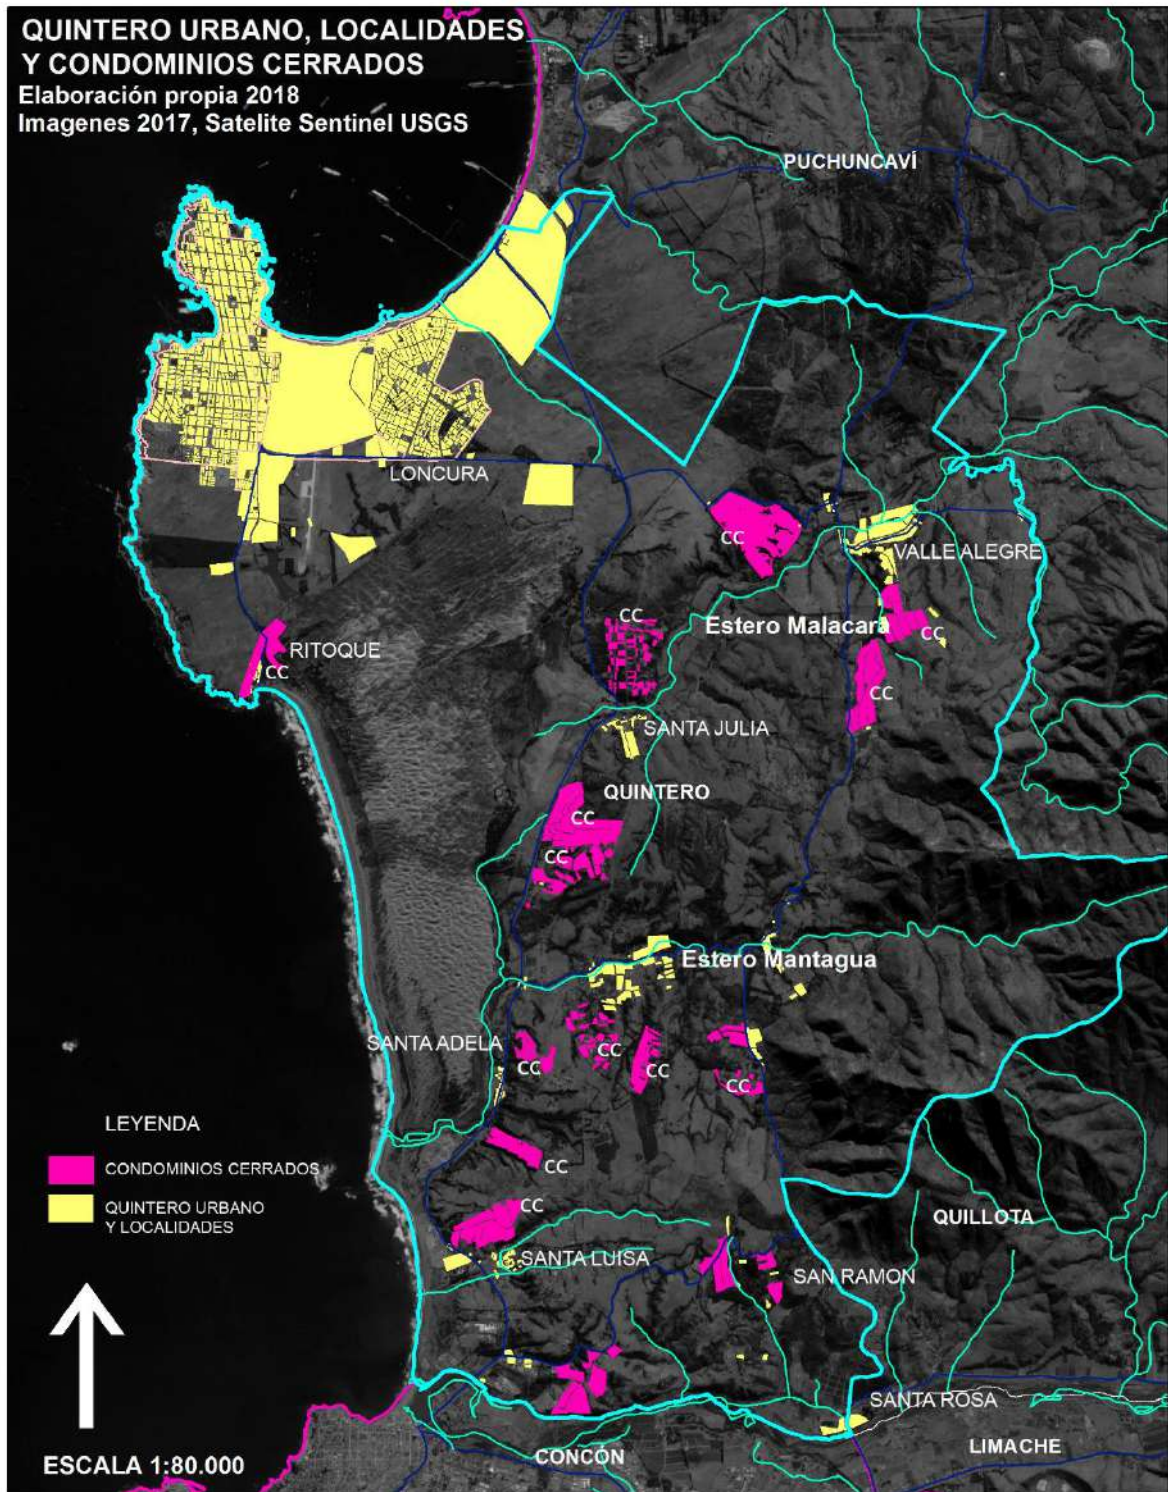 QUINTERO URBANO, LOCALIDADES
Y CONDOMINIOS CERRADOS
Elaboración propia 2018
Imagenes 2017, Satelite Sentinel USGS
PUCHUNCAVÍ
LONCURA
CC
VALLE ALEGRE
CC
Estero Malacara
CC
RITOQUE
CC
CC
SANTA JULIA
QUINTERO
CC
CC
Estero Mantagua
SANTA ADELA
CC
CC
CC
CC
LEYENDA
CONDOMINIOS CERRADOS
QUINTERO URBANO
Y LOCALIDADES
CC
CC
QUILLOTA
SANTA LUISA
SAN RAMON
SANTA ROSA
CONCÓN
LIMACHE
ESCALA 1:80.000